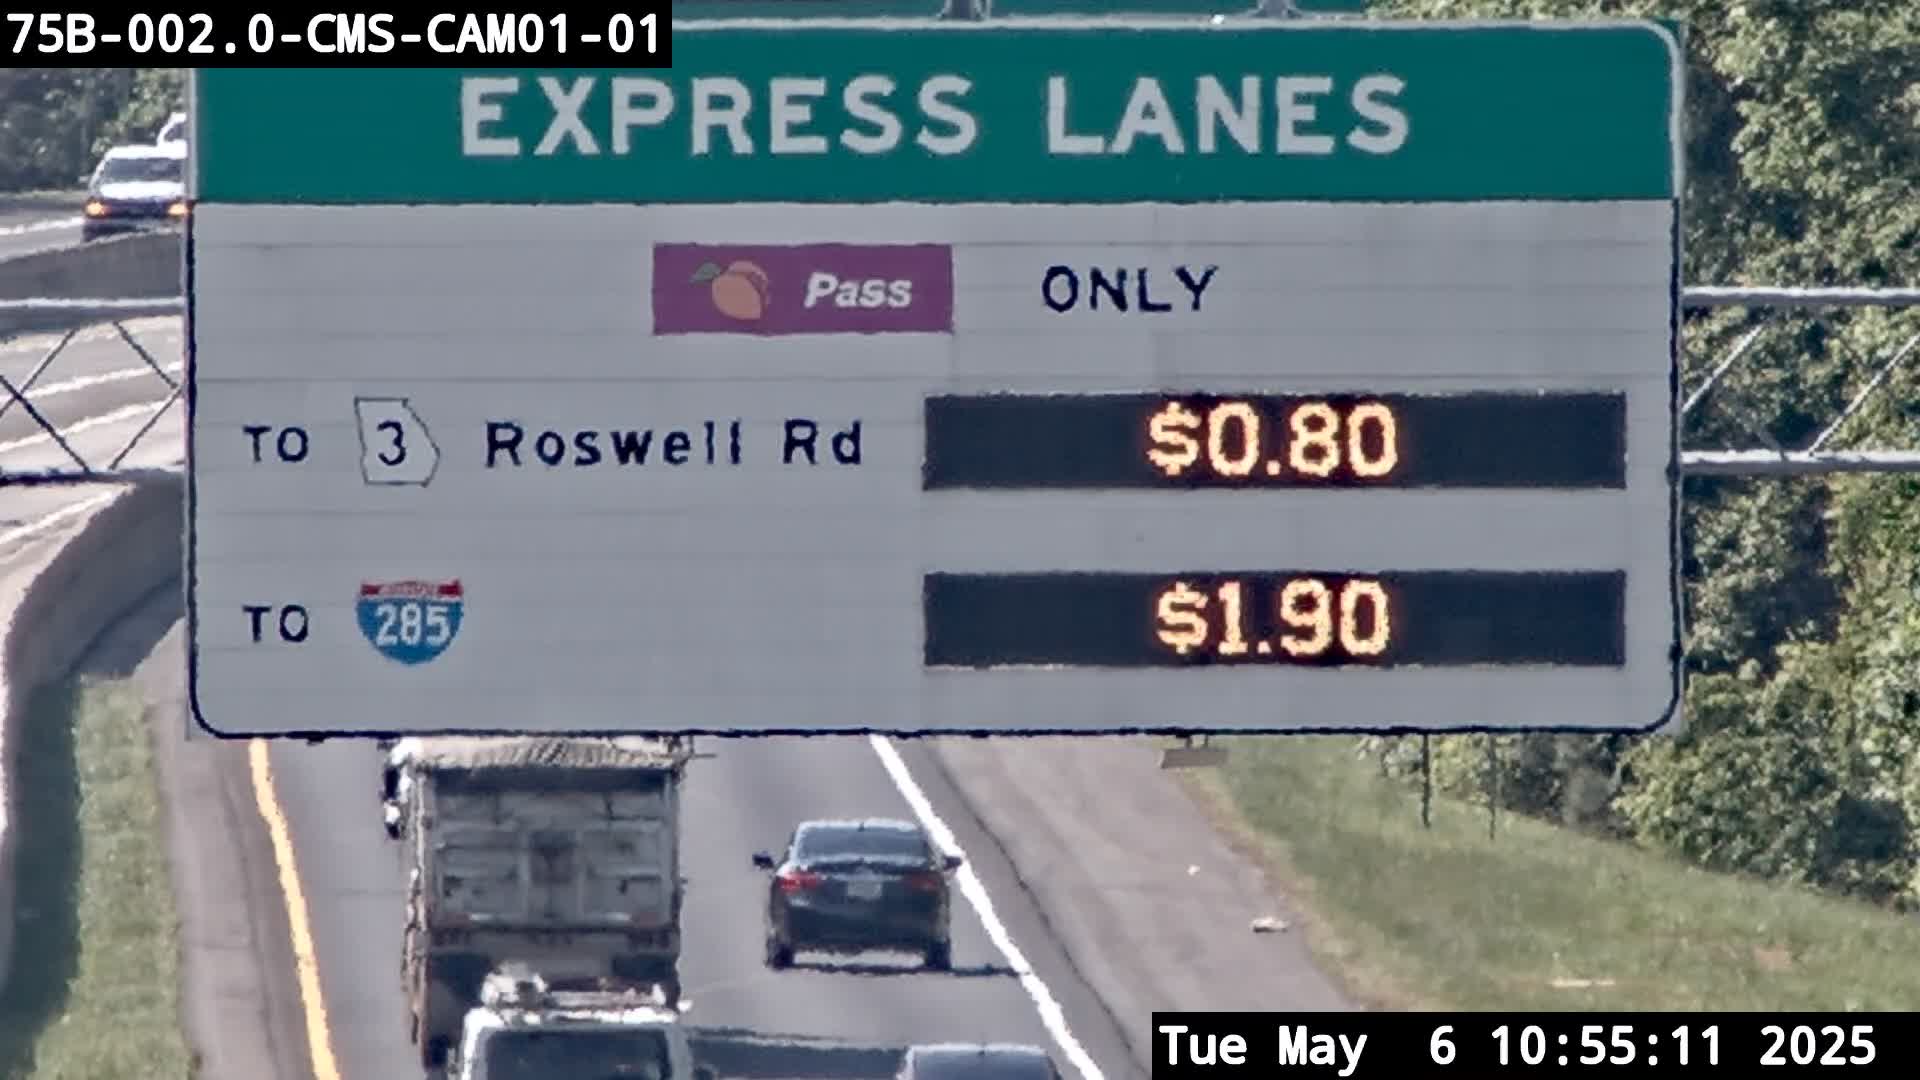 75B-002.0-CMS-CAM01-01
EXPRESS LANES
Pass ONLY
TO 3 Roswell Rd $0.80
TO 285 $1.90
Tue May 6 10:55:11 2025